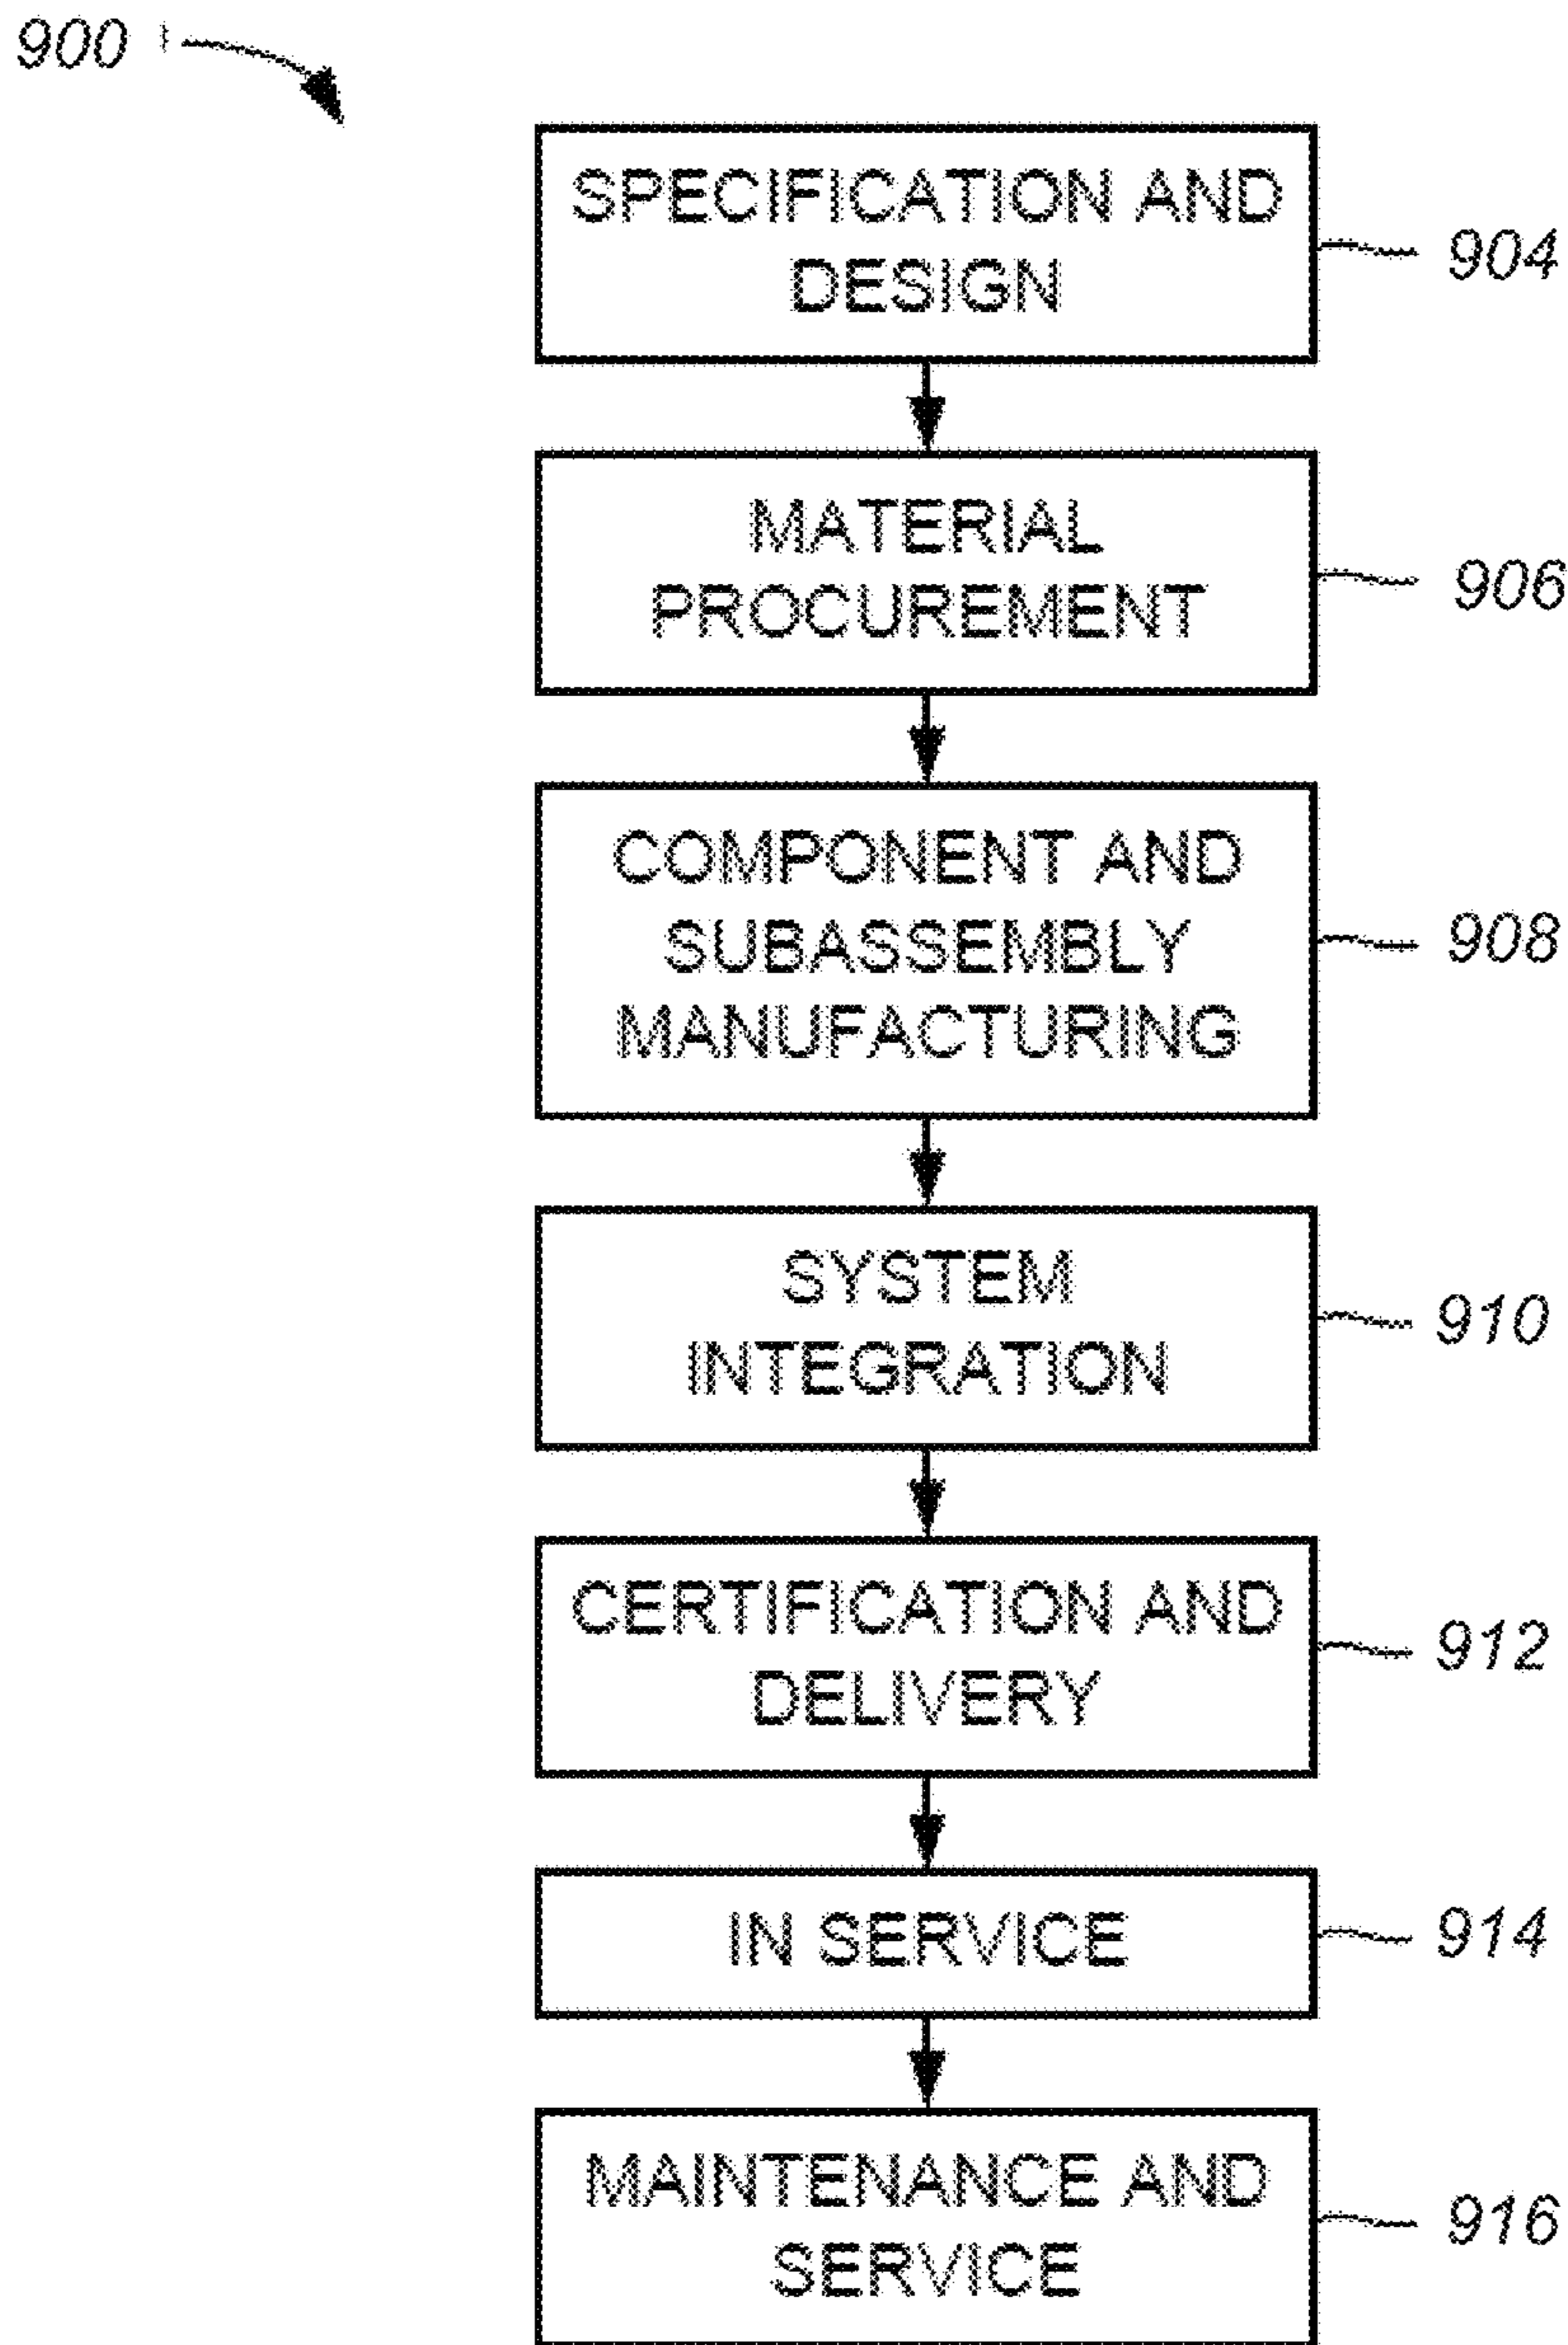 900
SPECIFICATION AND
DESIGN
904
MATERIAL
PROCUREMENT
906
COMPONENT AND
SUBASSEMBLY
MANUFACTURING
908
SYSTEM
INTEGRATION
910
CERTIFICATION AND
DELIVERY
912
IN SERVICE
914
MAINTENANCE AND
SERVICE
916